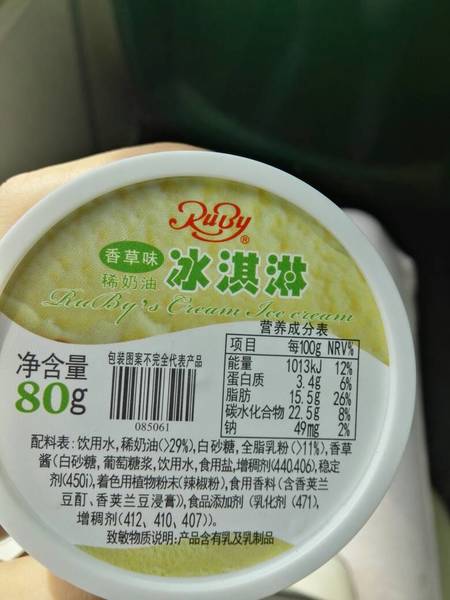 RuBy®
香草味
稀奶油
冰淇淋
RuBy's Cream Ice cream
净含量
80g
包装图案不完全代表产品
085061
营养成分表
项目 每100g NRV%
能量 1013kJ 12%
蛋白质 3.4g 6%
脂肪 15.5g 26%
碳水化合物 22.5g 8%
钠 49mg 2%
配料表:饮用水,稀奶油(>29%),白砂糖,全脂乳粉(>11%),香草
酱(白砂糖,葡萄糖浆,饮用水,食用盐,增稠剂(440.406),稳定
剂(450i),着色用植物粉末(辣椒粉),食用香料(含香荚兰
豆酊、香荚兰豆浸膏)),食品添加剂(乳化剂(471),
增稠剂(412、410、407))。
致敏物质说明:产品含有乳及乳制品